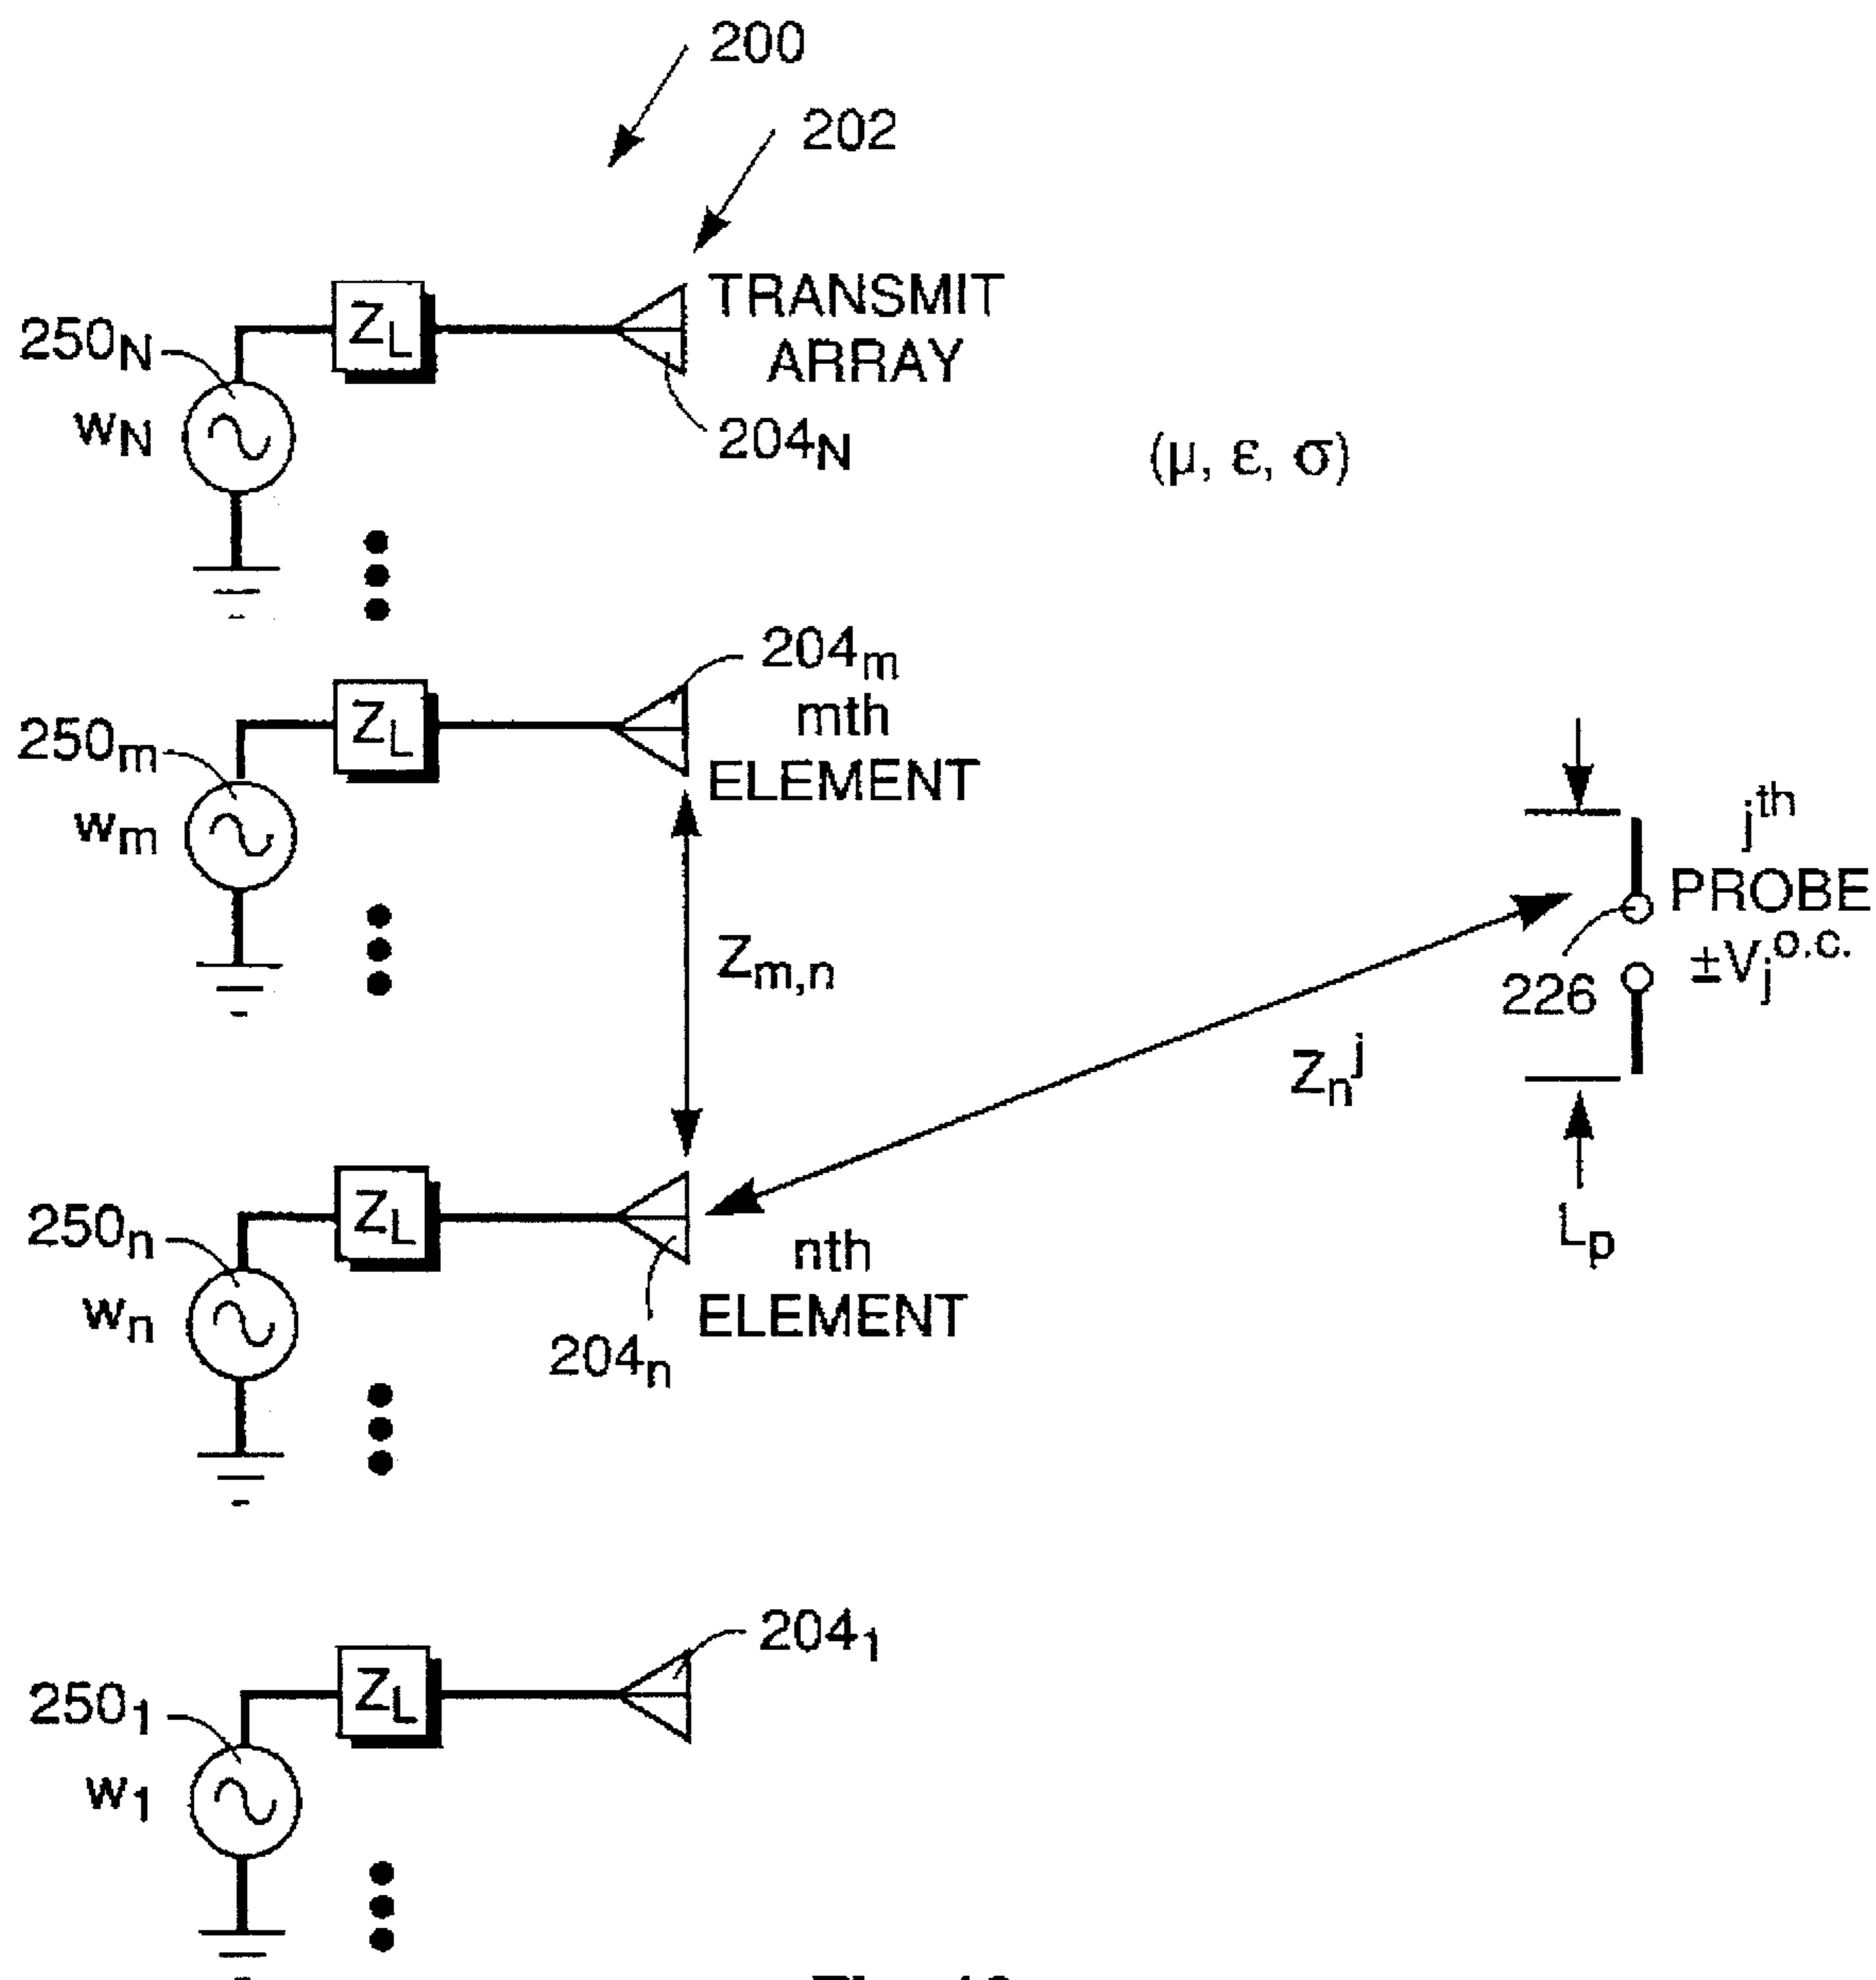 200
202
TRANSMIT
ARRAY
250N
ZL
wN
204N
(μ, ε, σ)
204m
mth
ELEMENT
250m
ZL
wm
jth
PROBE
±Vjo.c.
226
Zm,n
Znj
Lp
250n
ZL
wn
nth
ELEMENT
204n
2041
2501
ZL
w1